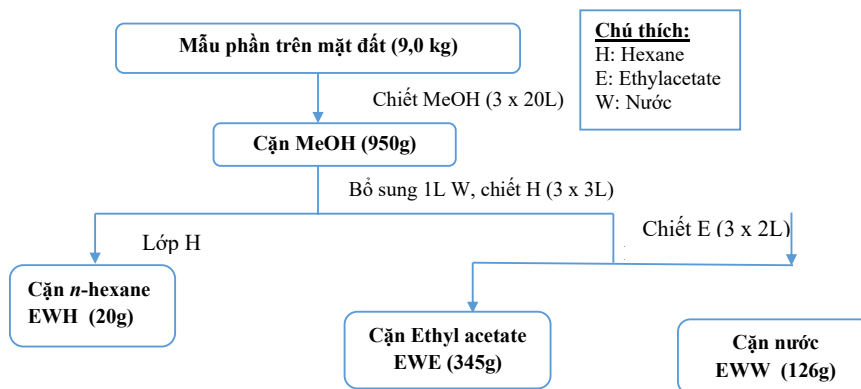 Mẫu phần trên mặt đất (9,0 kg)
Chú thích:
H: Hexane
E: Ethylacetate
W: Nước
Chiết MeOH (3 x 20L)
Cặn MeOH (950g)
Bổ sung 1L W, chiết H (3 x 3L)
Lớp H
Chiết E (3 x 2L)
Cặn n-hexane
EWH (20g)
Cặn Ethyl acetate
EWE (345g)
Cặn nước
EWW (126g)